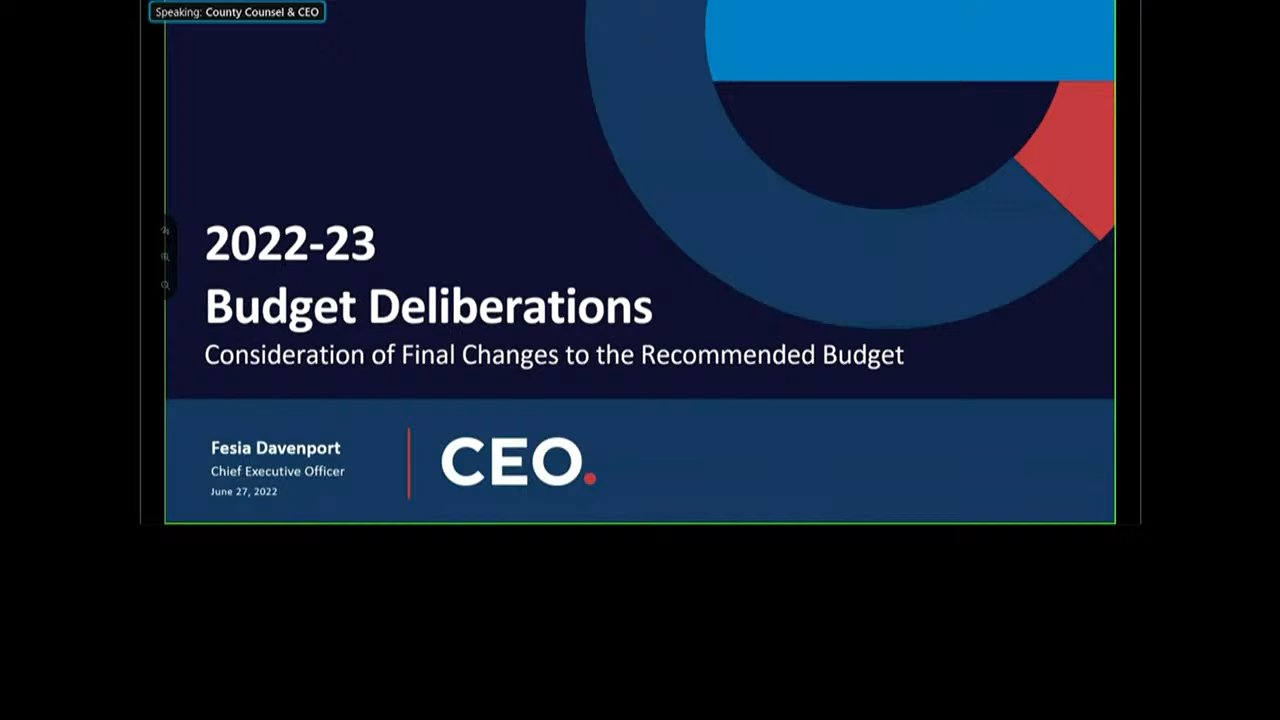 Speaking: County Counsel & CEO
2022-23
Budget Deliberations
Consideration of Final Changes to the Recommended Budget
Fesia Davenport
Chief Executive Officer
June 27, 2022
CEO.